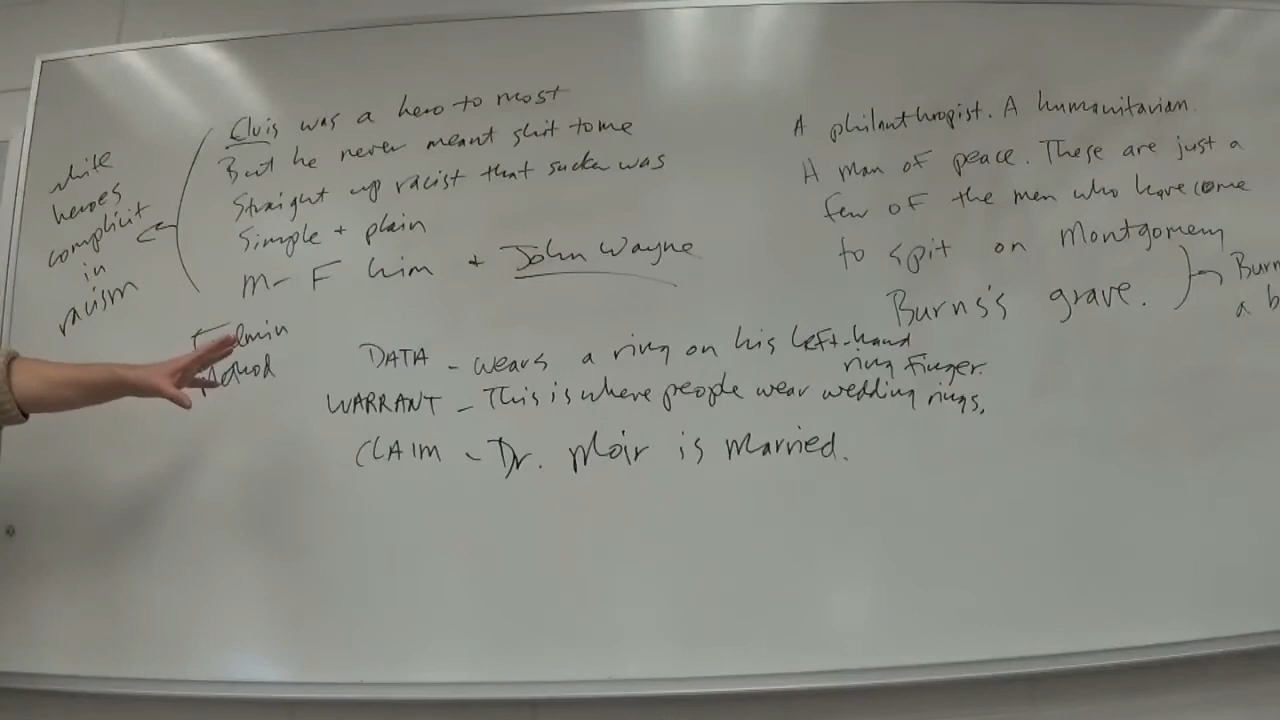 white
heroes
complicit
in
racism
Elvis was a hero to most
But he never meant shit to me
Straight up racist that sucker was
Simple + plain
M-F him + John Wayne
A philanthropist. A humanitarian.
A man of peace. These are just a
few of the men who have come
to spit on Montgomery
Burns's grave.
Burn
a b
Method
DATA - wears a ring on his left-hand
ring finger.
WARRANT - This is where people wear wedding rings.
CLAIM - Dr. Moir is married.